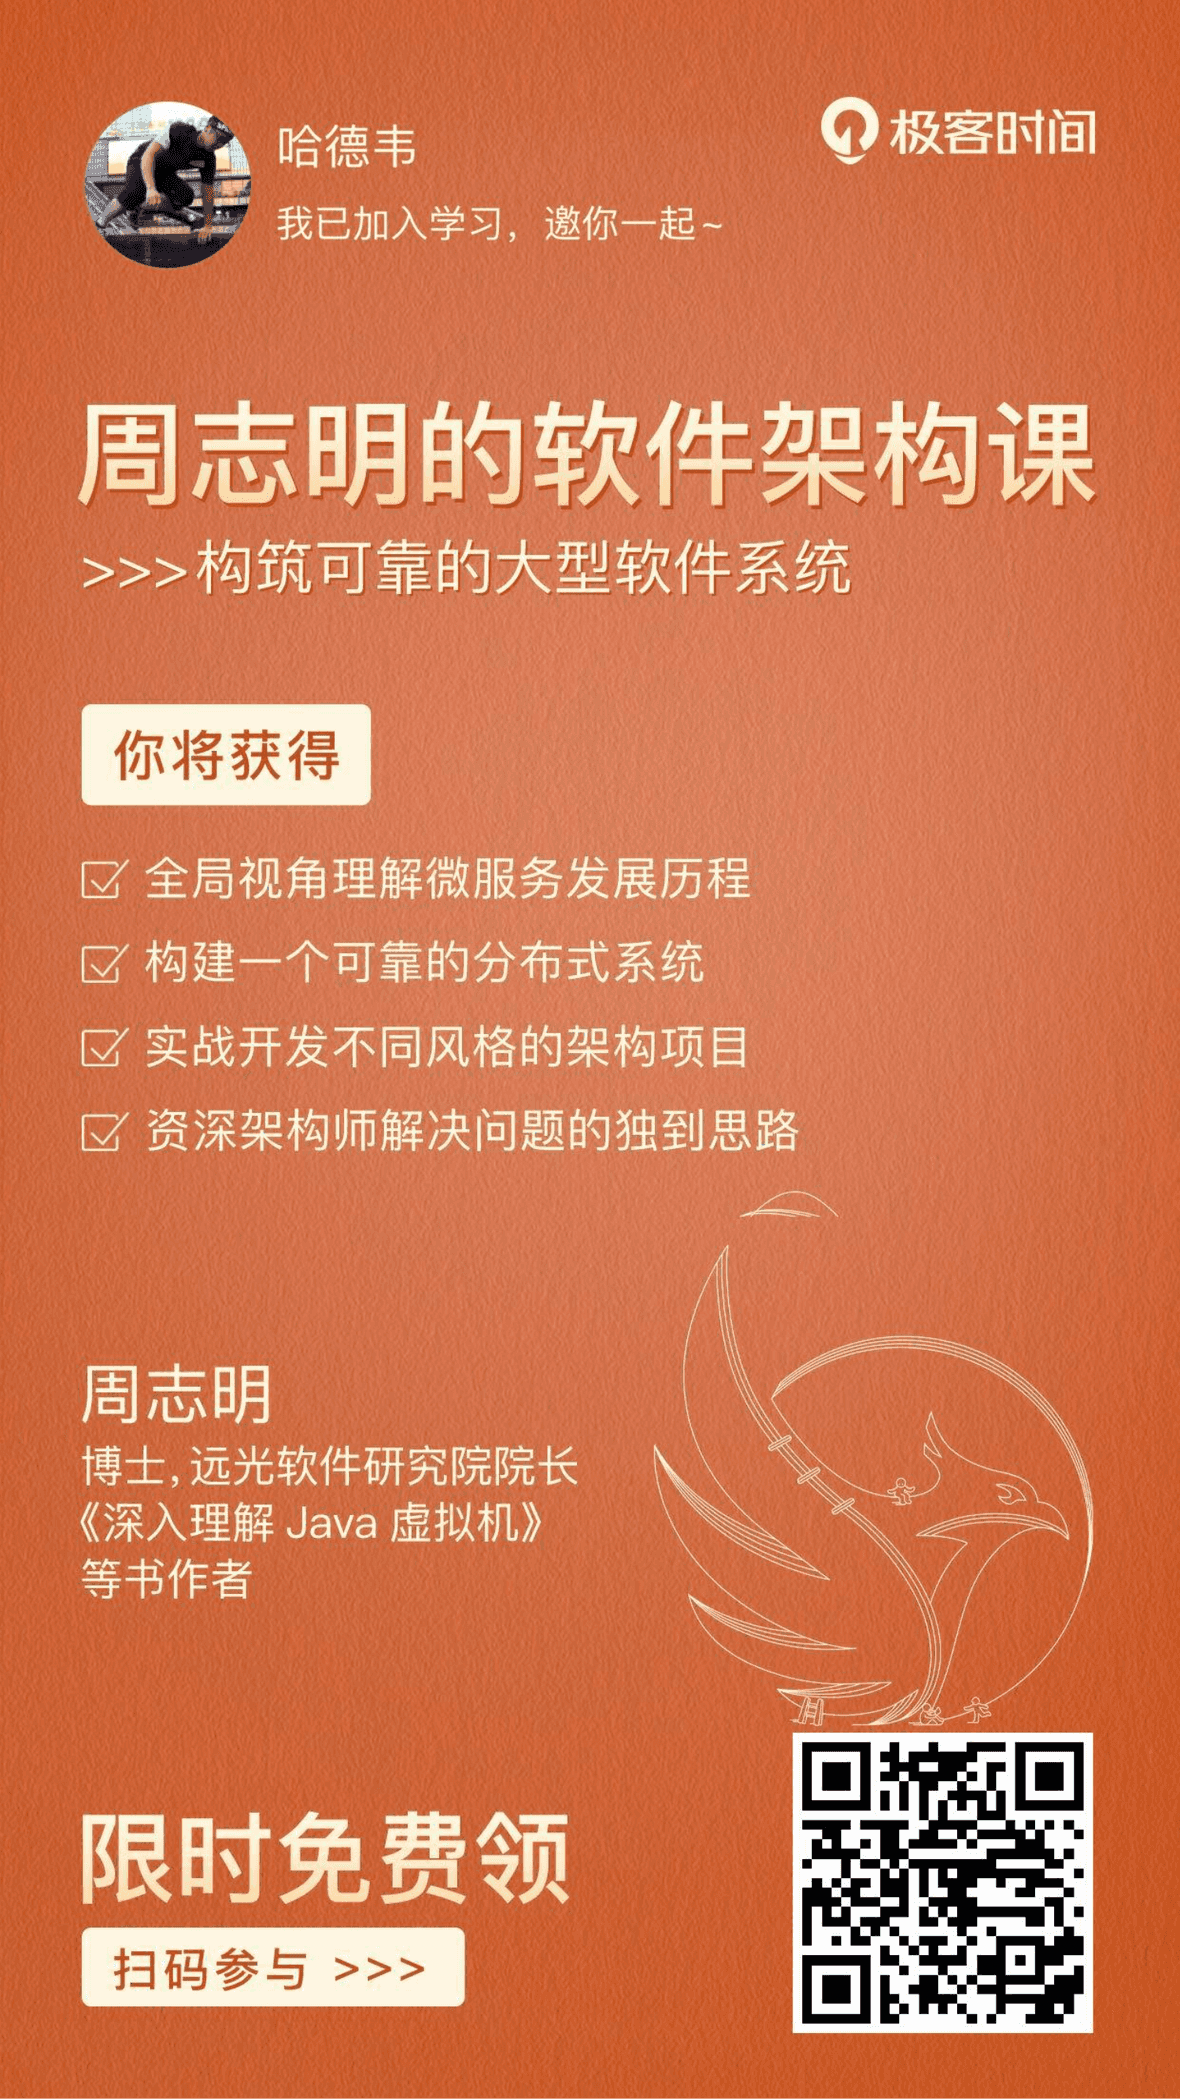 哈德韦
极客时间
我已加入学习，邀你一起~
周志明的软件架构课
>>>构筑可靠的大型软件系统
你将获得
全局视角理解微服务发展历程
构建一个可靠的分布式系统
实战开发不同风格的架构项目
资深架构师解决问题的独到思路
周志明
博士，远光软件研究院院长
《深入理解 Java 虚拟机》
等书作者
限时免费领
扫码参与 >>>